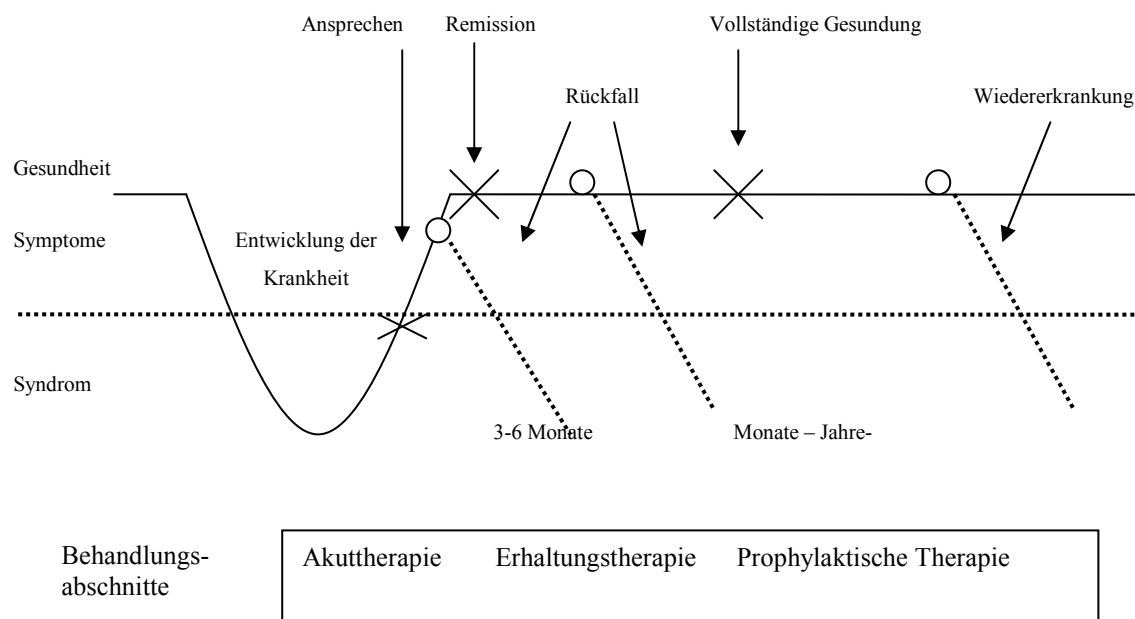 Ansprechen Remission Vollständige Gesundung
Rückfall Wiedererkrankung
Gesundheit
Symptome
Entwicklung der
Krankheit
Syndrom
3-6 Monate Monate – Jahre-
Behandlungs-
abschnitte
Akuttherapie Erhaltungstherapie Prophylaktische Therapie